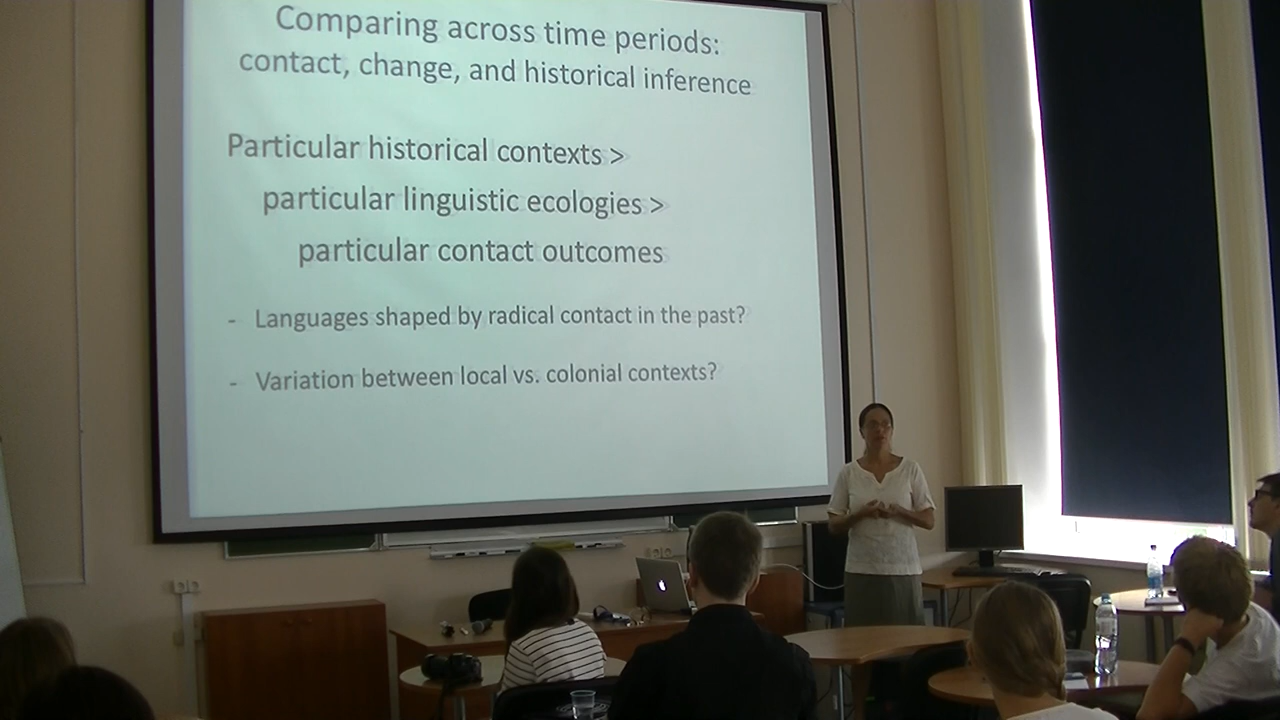 Comparing across time periods:
contact, change, and historical inference
Particular historical contexts >
particular linguistic ecologies >
particular contact outcomes
- Languages shaped by radical contact in the past?
- Variation between local vs. colonial contexts?